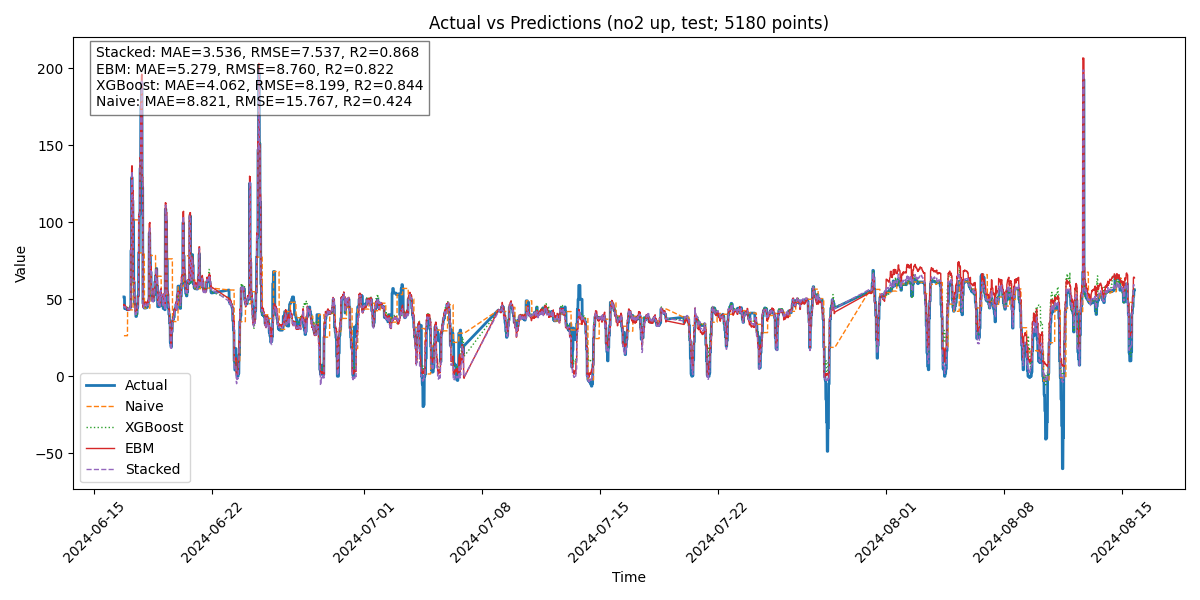 Actual vs Predictions (no2 up, test; 5180 points)
Stacked: MAE=3.536, RMSE=7.537, R2=0.868
EBM: MAE=5.279, RMSE=8.760, R2=0.822
XGBoost: MAE=4.062, RMSE=8.199, R2=0.844
Naive: MAE=8.821, RMSE=15.767, R2=0.424
200
150
100
50
0
−50
Value
Actual
Naive
XGBoost
EBM
Stacked
2024-06-15
2024-06-22
2024-07-01
2024-07-08
2024-07-15
2024-07-22
2024-08-01
2024-08-08
2024-08-15
Time